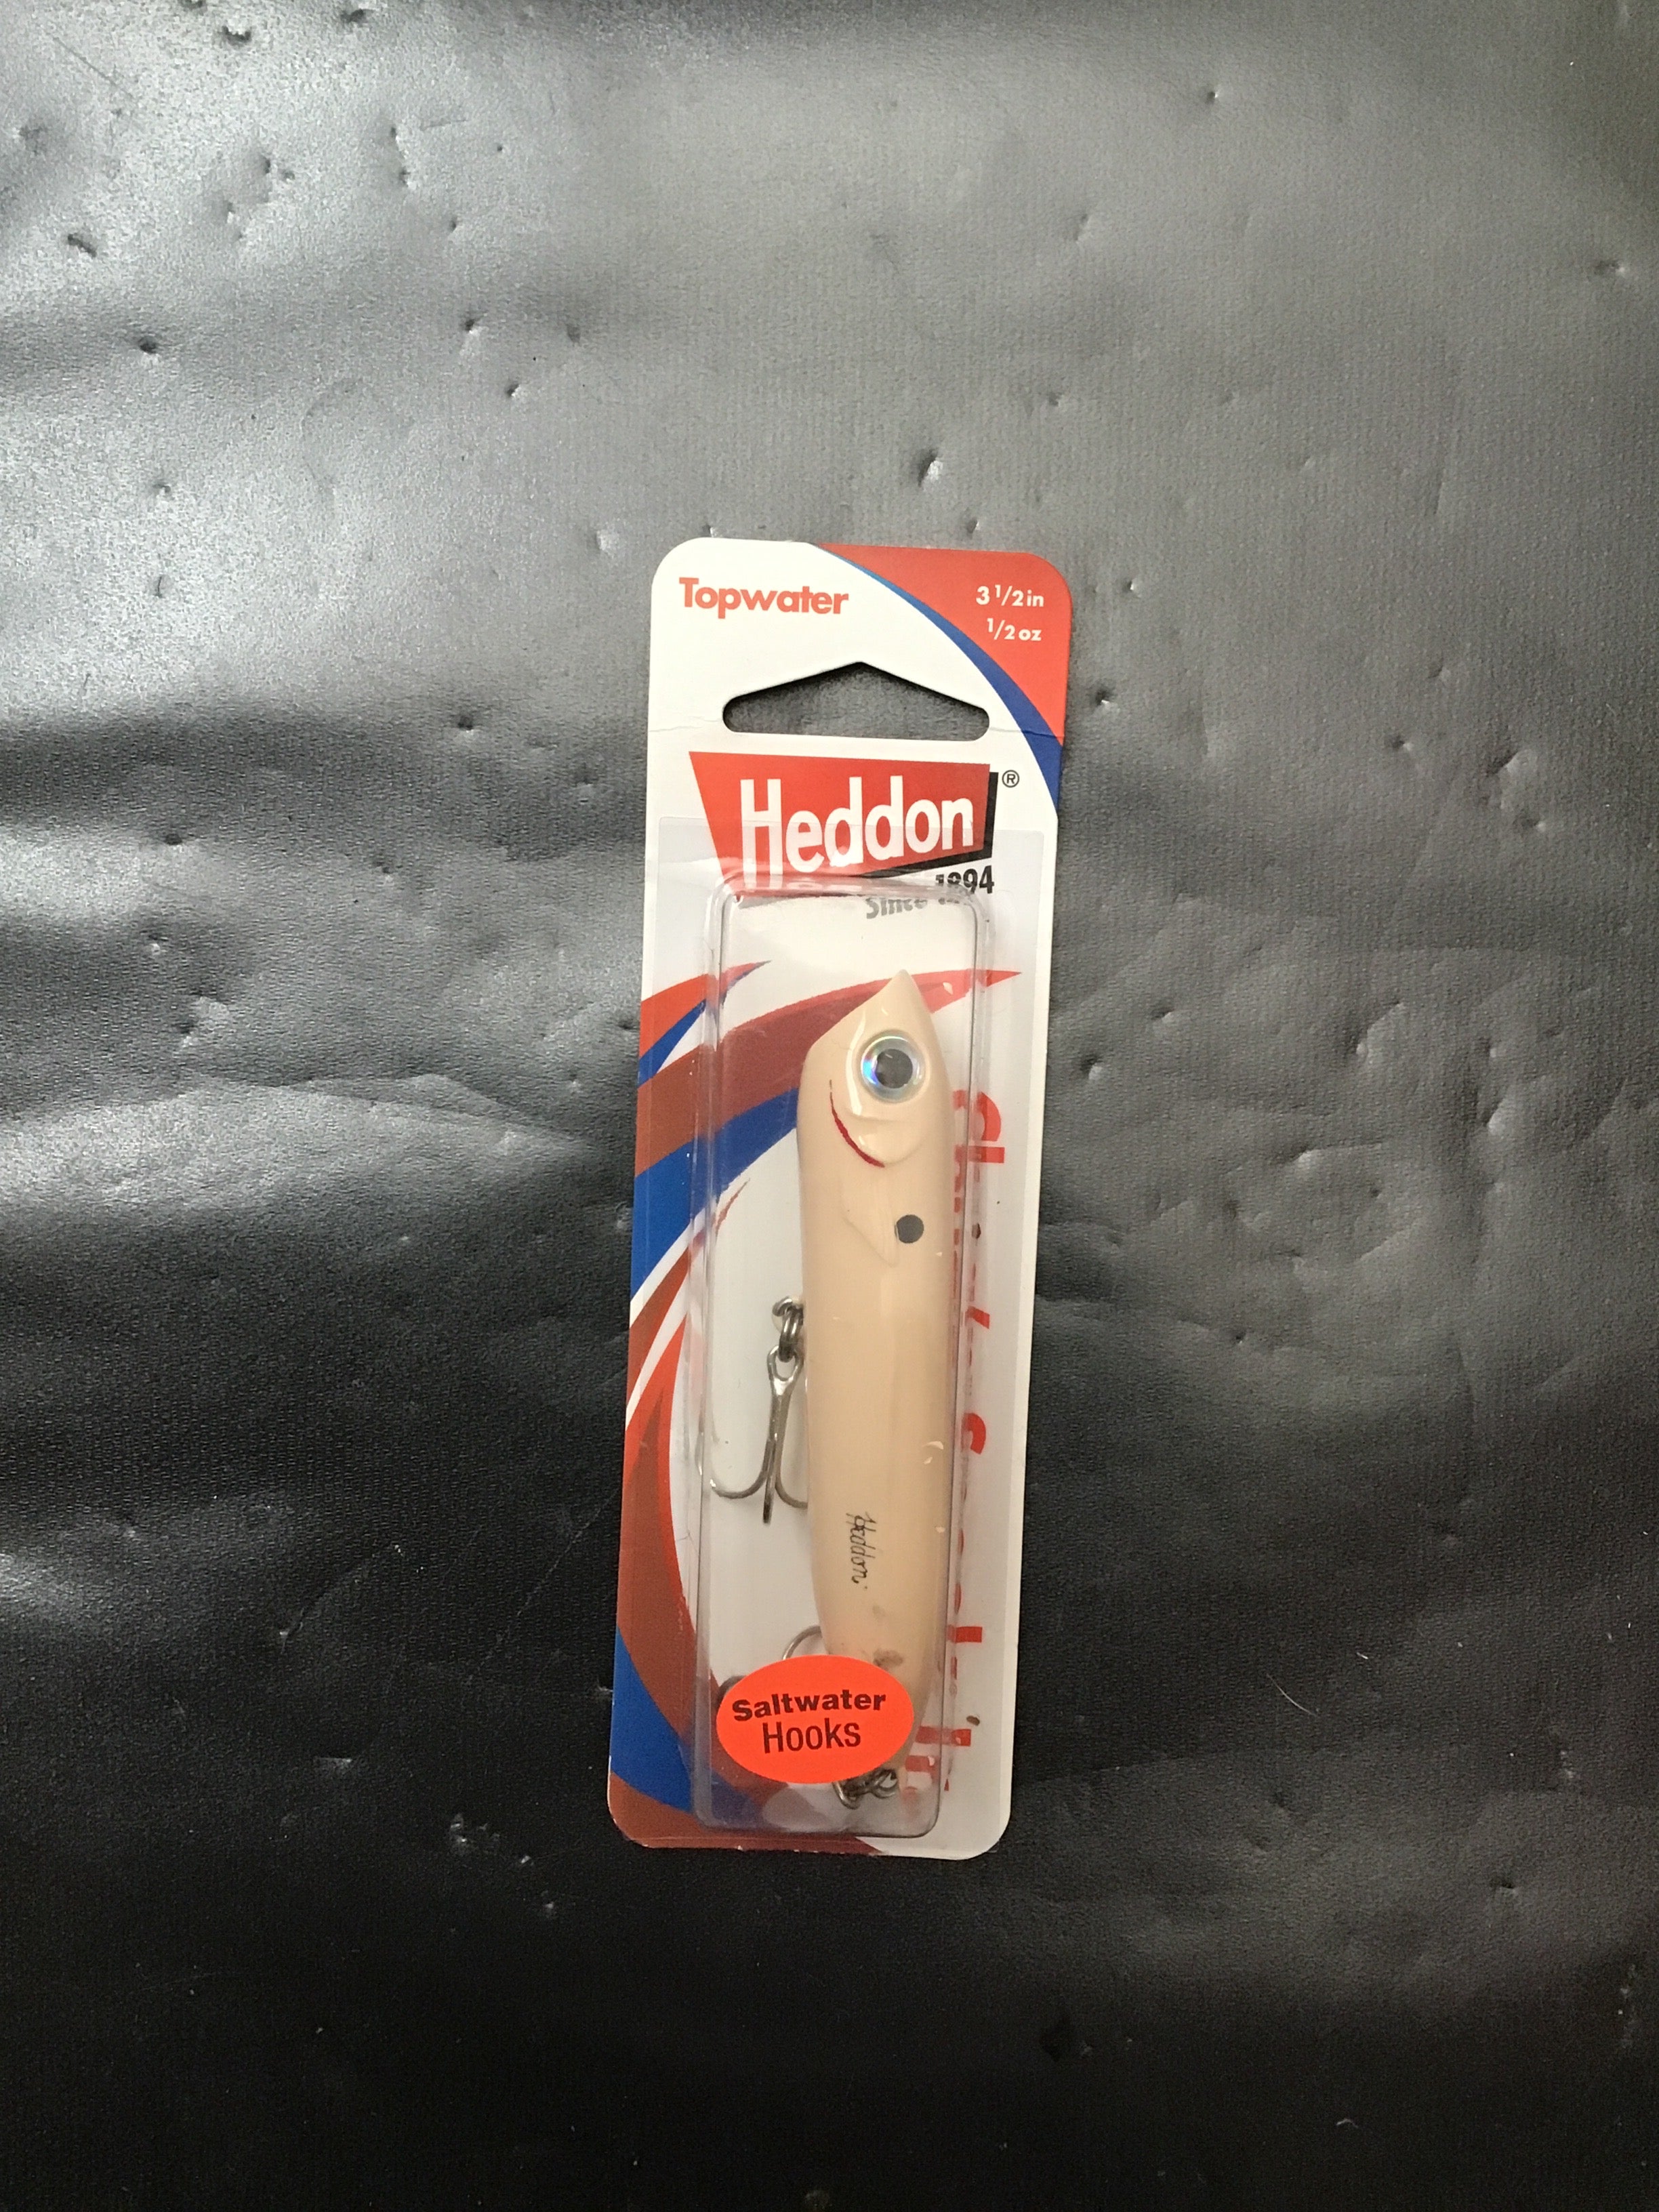 Topwater
3 1/2 in
1/2 oz
Heddon®
Since 1894
Heddon
Saltwater
Hooks